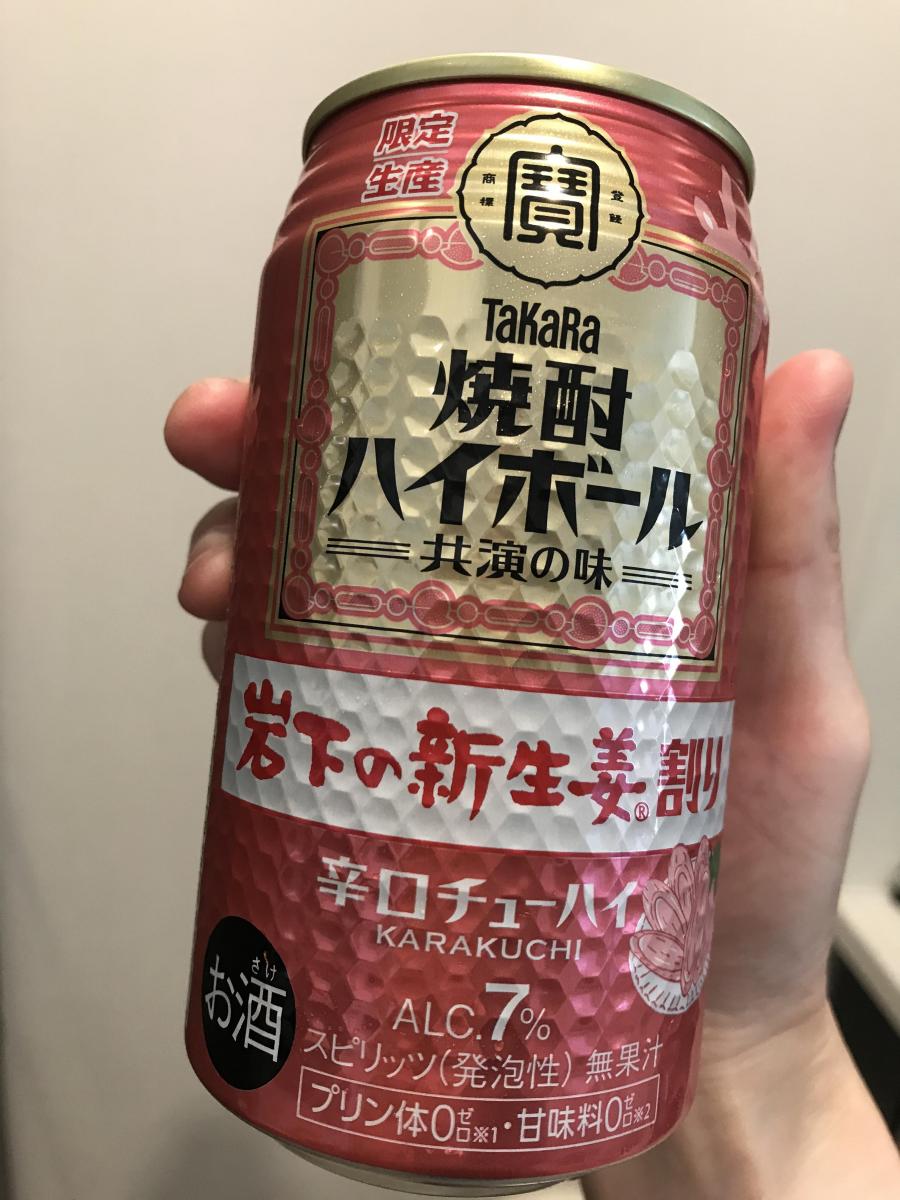 限定
生産
寶
商標
登録
TaKaRa
焼酎
ハイボール
共演の味
岩下の新生姜®割り
辛口チューハイ
KARAKUCHI
お酒
さけ
ALC.7%
スピリッツ(発泡性) 無果汁
プリン体0ゼロ※1・甘味料0ゼロ※2